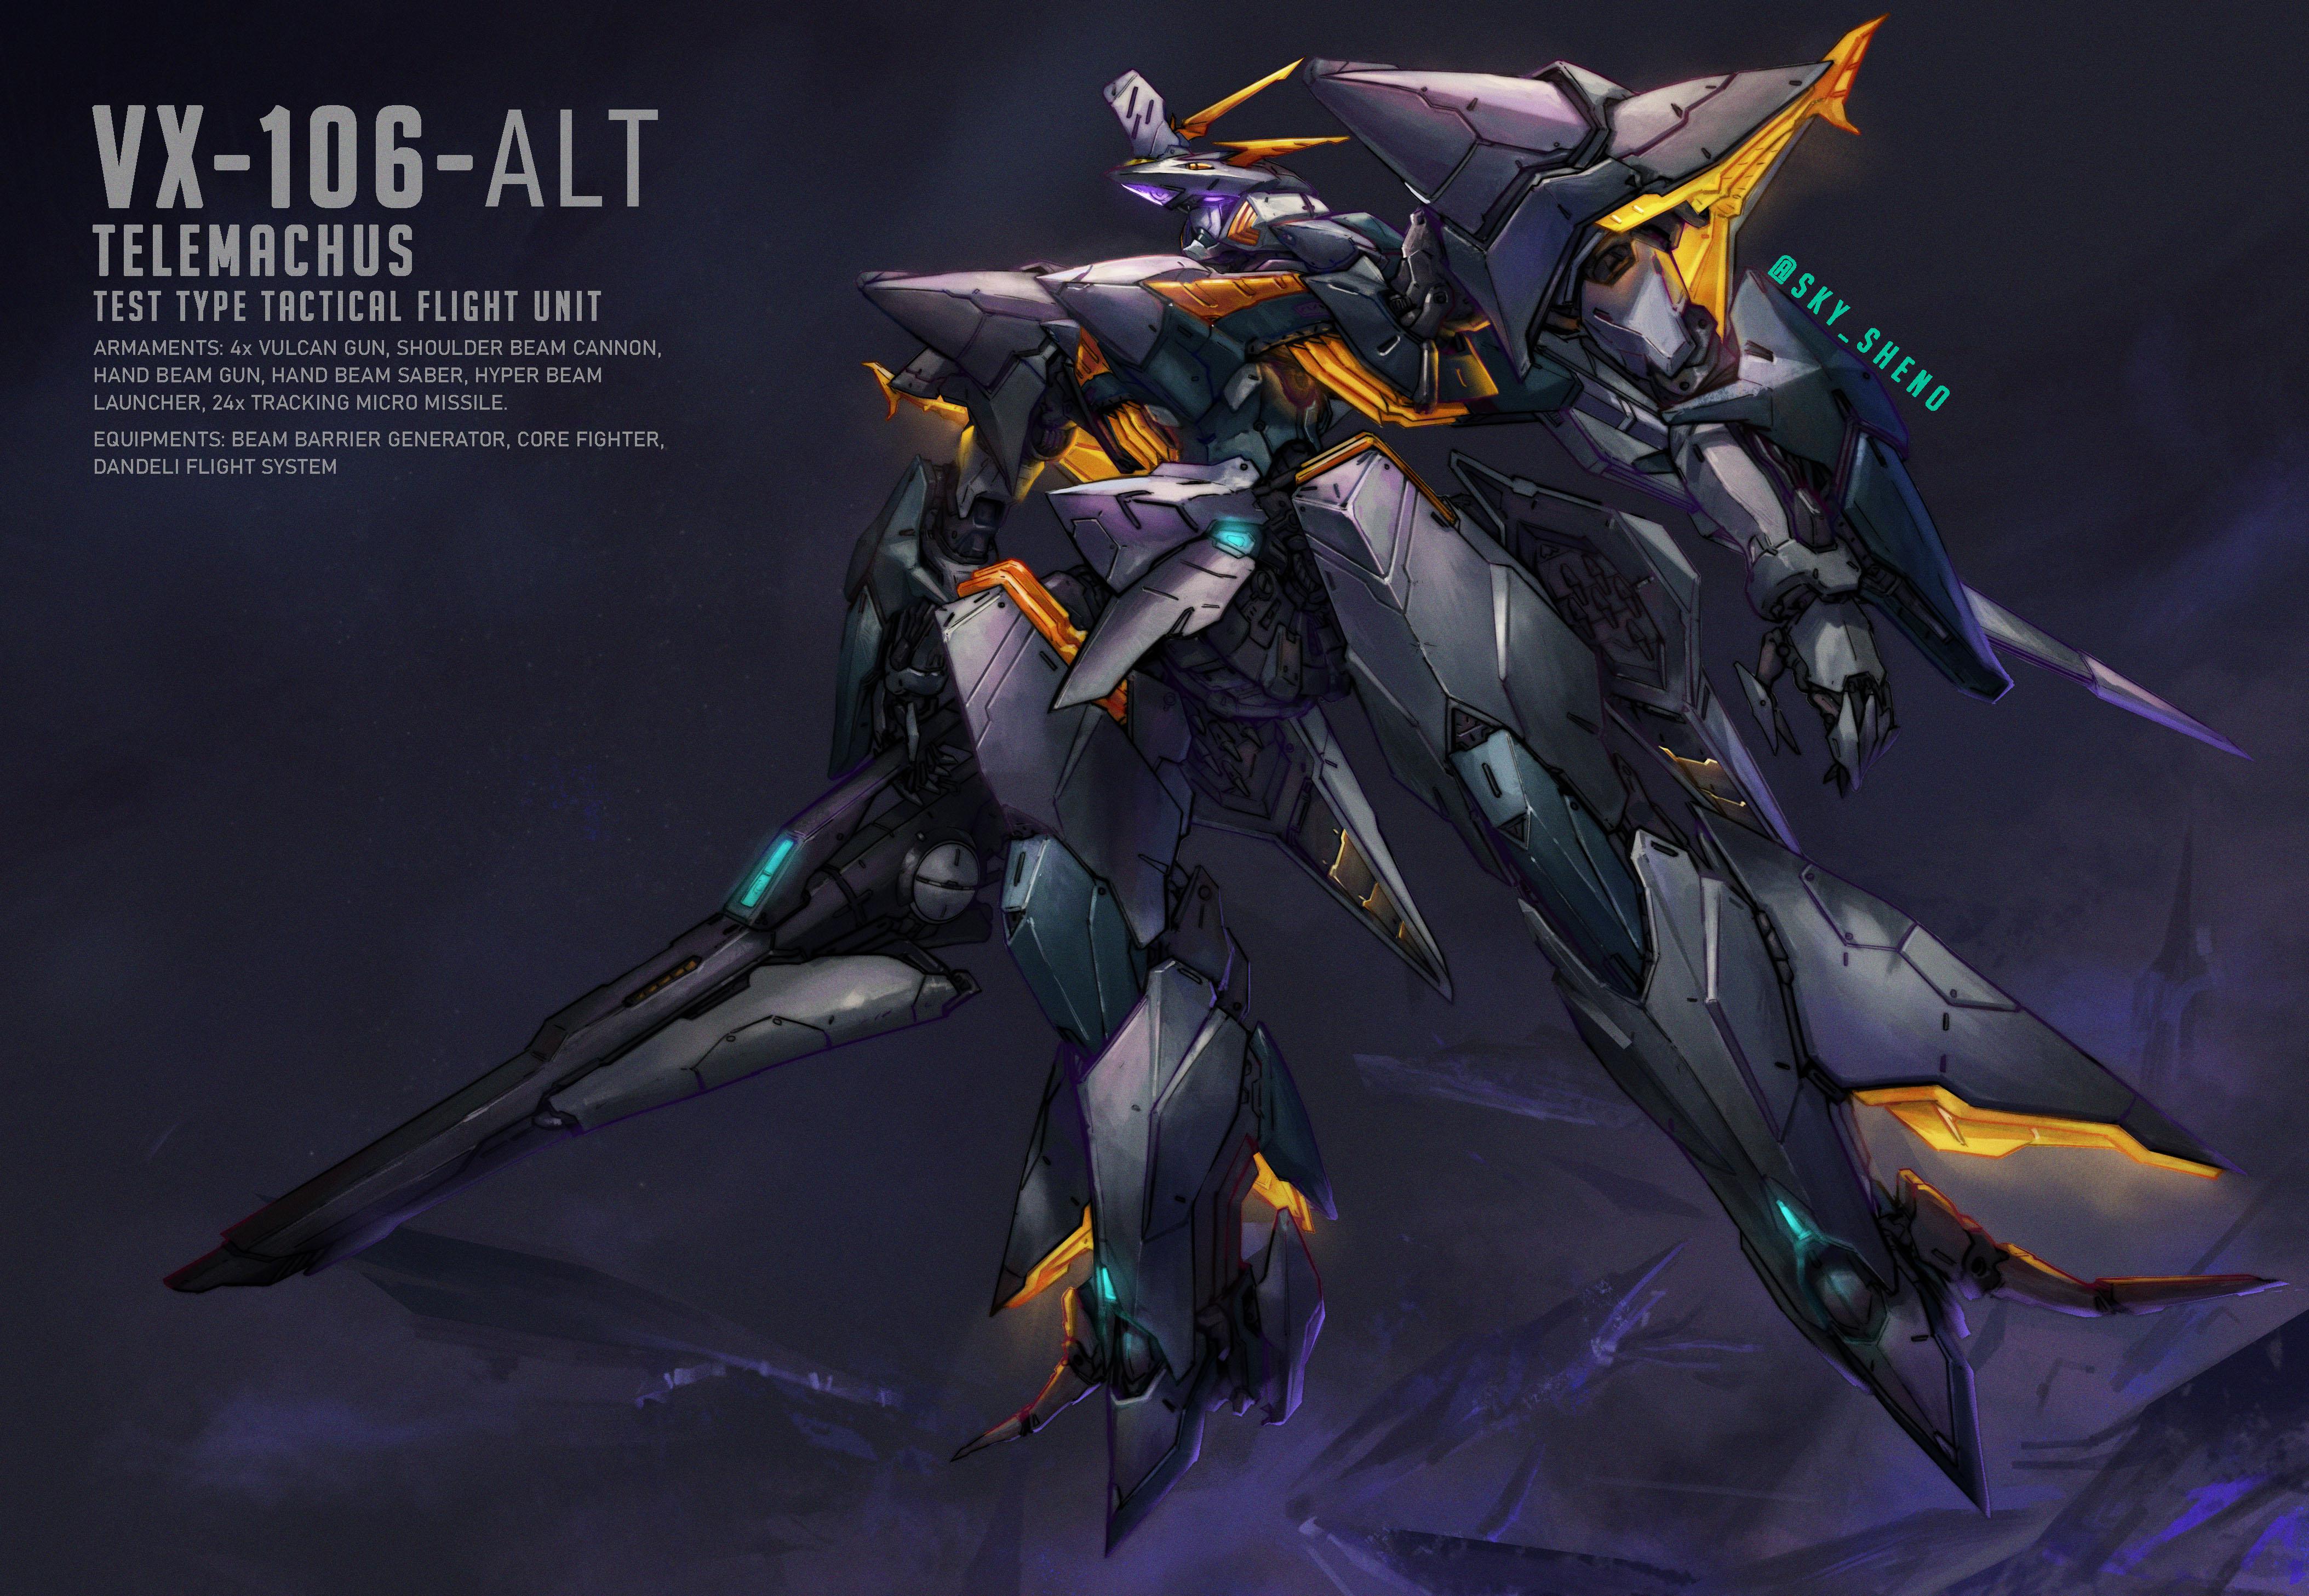 VX-106-ALT
TELEMACHUS
TEST TYPE TACTICAL FLIGHT UNIT
ARMAMENTS: 4x VULCAN GUN, SHOULDER BEAM CANNON,
HAND BEAM GUN, HAND BEAM SABER, HYPER BEAM
LAUNCHER, 24x TRACKING MICRO MISSILE.
EQUIPMENTS: BEAM BARRIER GENERATOR, CORE FIGHTER,
DANDELI FLIGHT SYSTEM
@SKY_SHENO